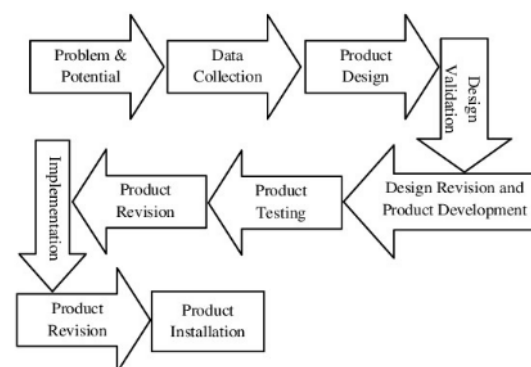 Problem &
Potential
Data
Collection
Product
Design
Design
Validation
Design Revision and
Product Development
Product
Testing
Product
Revision
Implementation
Product
Revision
Product
Installation